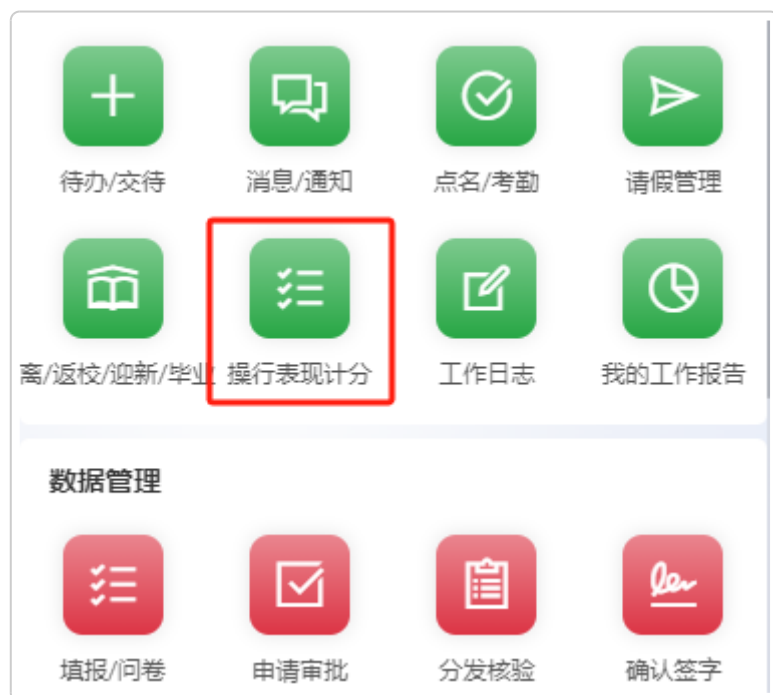 待办/交待 消息/通知 点名/考勤 请假管理
离/返校/迎新/毕业 操行表现计分 工作日志 我的工作报告
数据管理
填报/问卷 申请审批 分发核验 确认签字